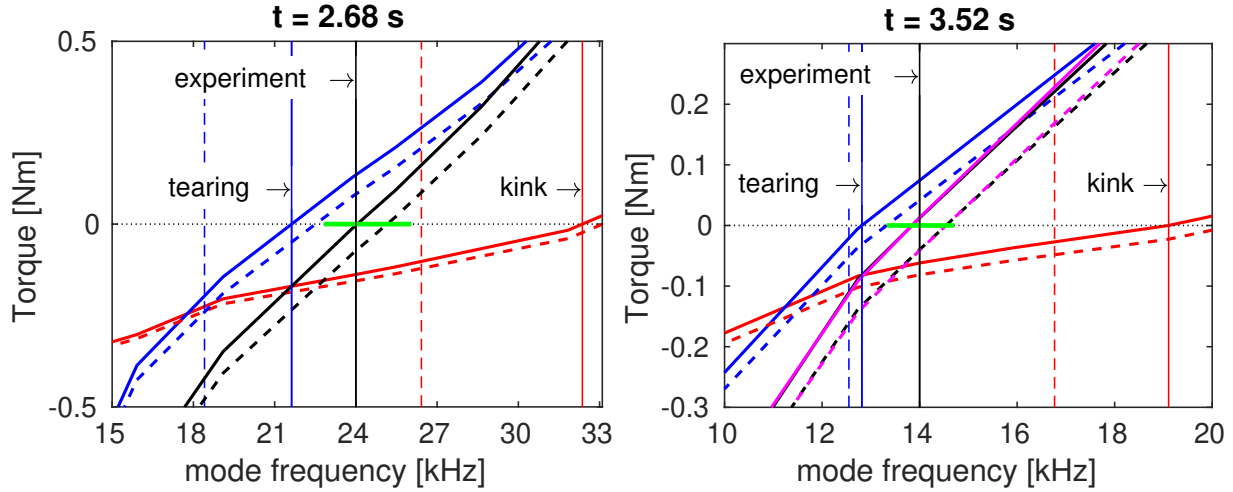 t = 2.68 s
Torque [Nm]
0.5
0
-0.5
experiment →
tearing →
kink →
15 18 21 24 27 30 33
mode frequency [kHz]
t = 3.52 s
Torque [Nm]
0.2
0.1
0
-0.1
-0.2
-0.3
experiment →
tearing →
kink →
10 12 14 16 18 20
mode frequency [kHz]